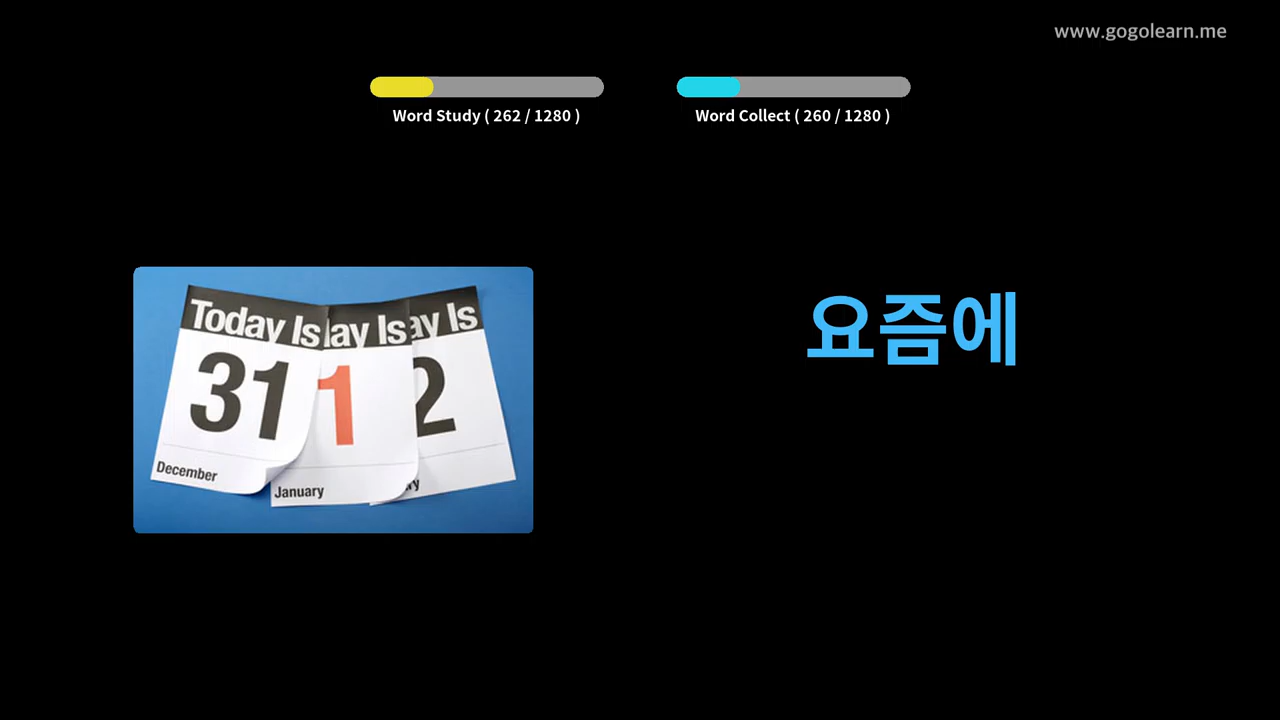 www.gogolearn.me
Word Study ( 262 / 1280 )
Word Collect ( 260 / 1280 )
요즘에
Today Is
31
December
ay Is
1
January
ay Is
2
ry